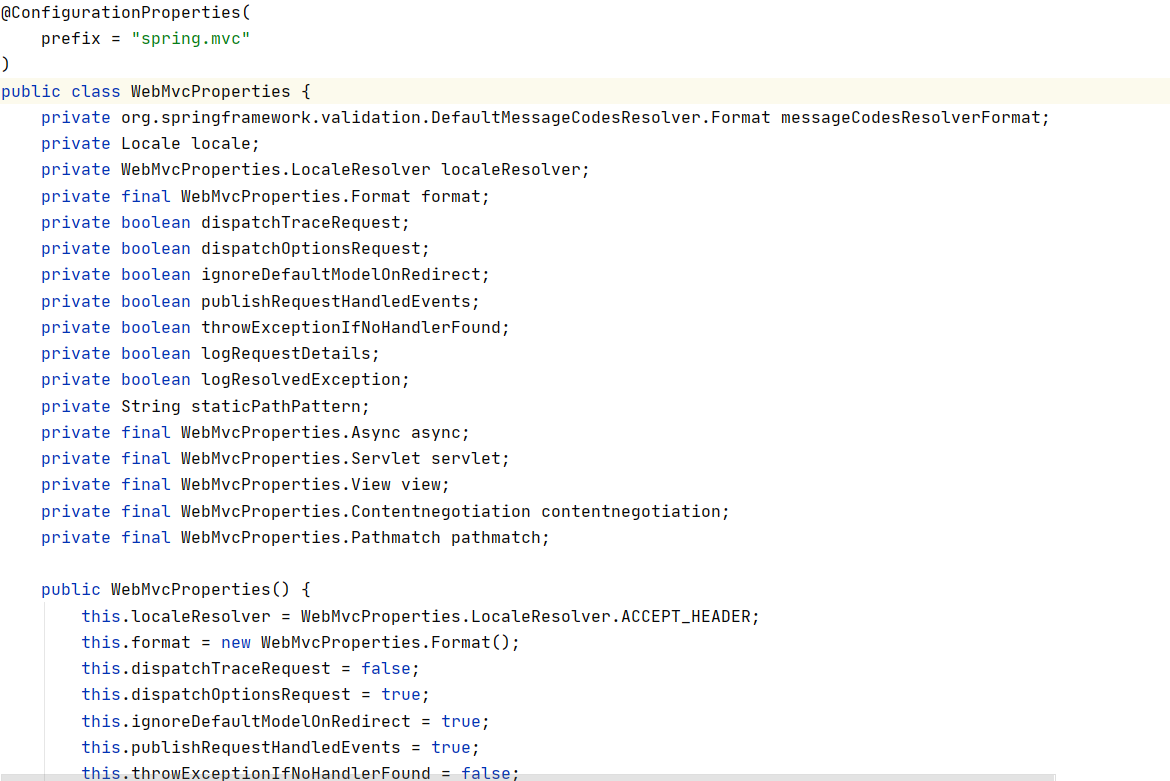 @ConfigurationProperties(
    prefix = "spring.mvc"
)
public class WebMvcProperties {
    private org.springframework.validation.DefaultMessageCodesResolver.Format messageCodesResolverFormat;
    private Locale locale;
    private WebMvcProperties.LocaleResolver localeResolver;
    private final WebMvcProperties.Format format;
    private boolean dispatchTraceRequest;
    private boolean dispatchOptionsRequest;
    private boolean ignoreDefaultModelOnRedirect;
    private boolean publishRequestHandledEvents;
    private boolean throwExceptionIfNoHandlerFound;
    private boolean logRequestDetails;
    private boolean logResolvedException;
    private String staticPathPattern;
    private final WebMvcProperties.Async async;
    private final WebMvcProperties.Servlet servlet;
    private final WebMvcProperties.View view;
    private final WebMvcProperties.Contentnegotiation contentnegotiation;
    private final WebMvcProperties.Pathmatch pathmatch;

    public WebMvcProperties() {
        this.localeResolver = WebMvcProperties.LocaleResolver.ACCEPT_HEADER;
        this.format = new WebMvcProperties.Format();
        this.dispatchTraceRequest = false;
        this.dispatchOptionsRequest = true;
        this.ignoreDefaultModelOnRedirect = true;
        this.publishRequestHandledEvents = true;
        this.throwExceptionIfNoHandlerFound = false;